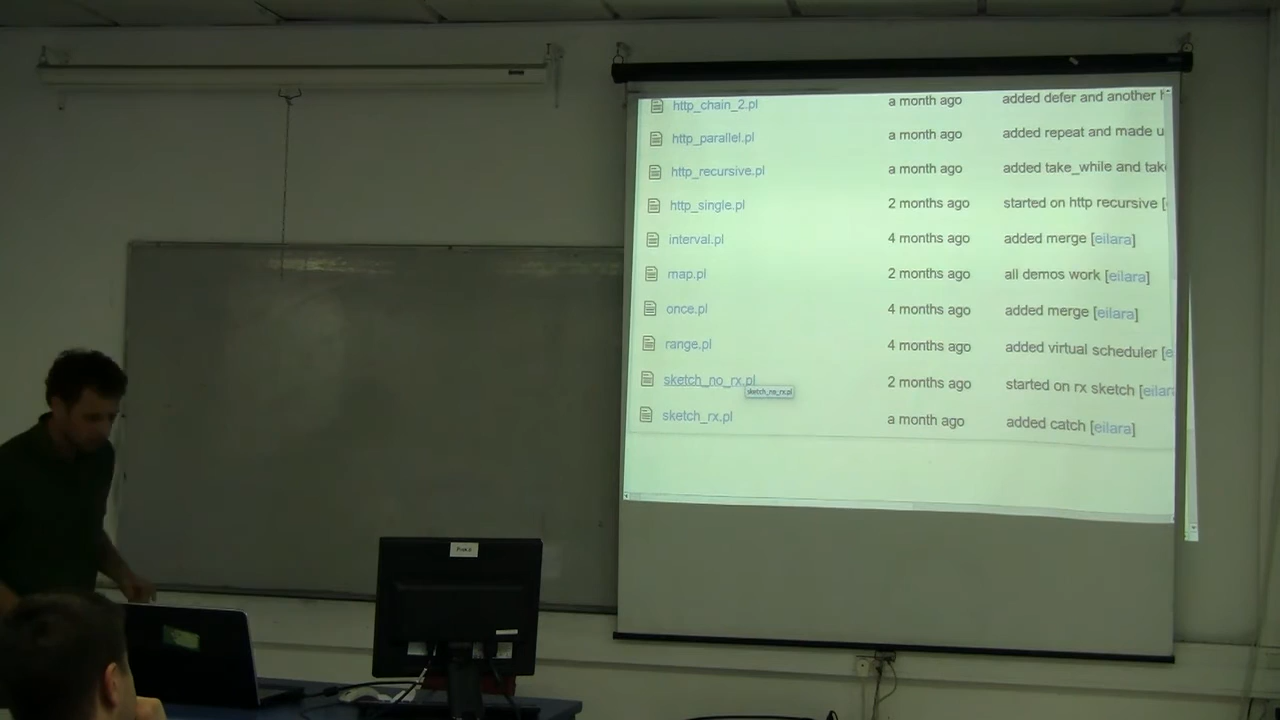 http_chain_2.pl a month ago added defer and another
http_parallel.pl a month ago added repeat and made u
http_recursive.pl a month ago added take_while and tak
http_single.pl 2 months ago started on http recursive [
interval.pl 4 months ago added merge [eilara]
map.pl 2 months ago all demos work [eilara]
once.pl 4 months ago added merge [eilara]
range.pl 4 months ago added virtual scheduler [e
sketch_no_rx.pl 2 months ago started on rx sketch [eilar
sketch_no_rx.pl
sketch_rx.pl a month ago added catch [eilara]